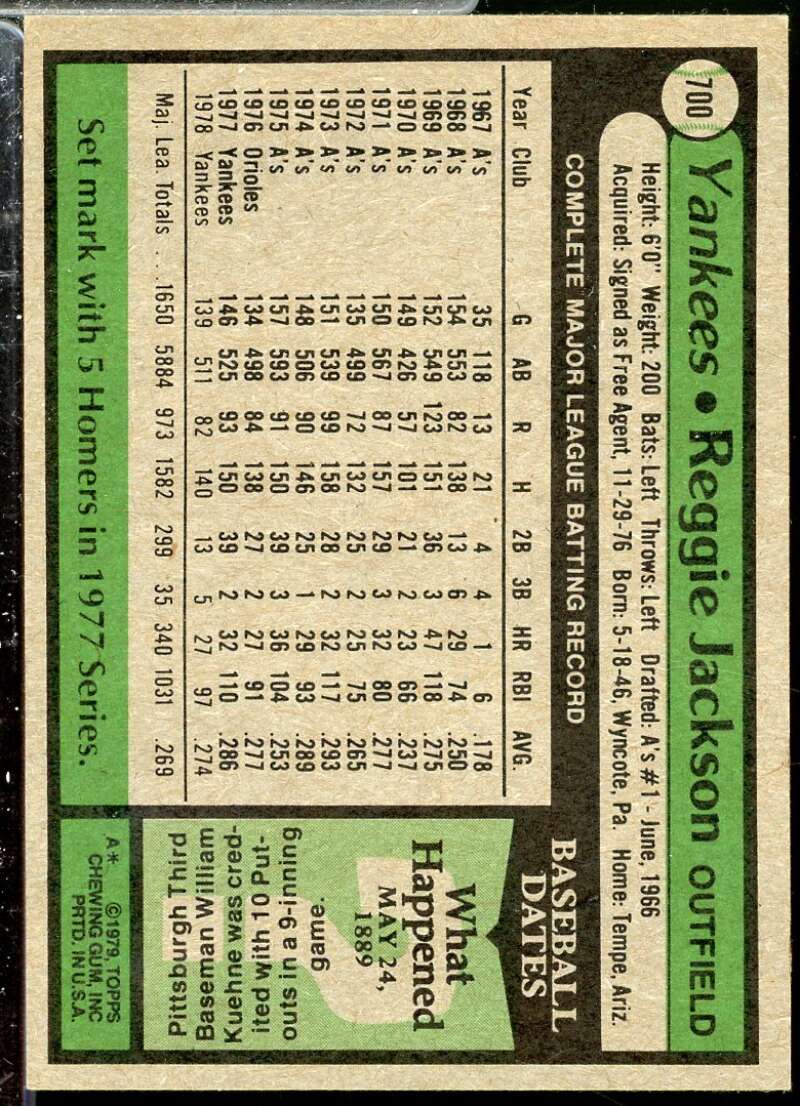 700
Yankees • Reggie Jackson OUTFIELD
Height: 6'0" Weight: 200 Bats: Left Throws: Left Drafted: A's #1 - June, 1966
Acquired: Signed as Free Agent, 11-29-76 Born: 5-18-46, Wyncote, Pa. Home: Tempe, Ariz.
COMPLETE MAJOR LEAGUE BATTING RECORD
Year Club G AB R H 2B 3B HR RBI AVG.
1967 A's 35 118 13 21 4 4 1 6 .178
1968 A's 154 553 82 138 13 6 29 74 .250
1969 A's 152 549 123 151 36 3 47 118 .275
1970 A's 149 426 57 101 21 2 23 66 .237
1971 A's 150 567 87 157 29 3 32 80 .277
1972 A's 135 499 72 132 25 2 25 75 .265
1973 A's 151 539 99 158 28 2 32 117 .293
1974 A's 148 506 90 146 25 1 29 93 .289
1975 A's 157 593 91 150 39 3 36 104 .253
1976 Orioles 134 498 84 138 27 2 27 91 .277
1977 Yankees 146 525 93 150 39 2 32 110 .286
1978 Yankees 139 511 82 140 13 5 27 97 .274
Maj. Lea Totals . . . 1650 5884 973 1582 299 35 340 1031 .269
Set mark with 5 Homers in 1977 Series.
BASEBALL
DATES
What
Happened
MAY 24,
1889
Pittsburgh Third
Baseman William
Kuehne was cred-
ited with 10 Put-
outs in a 9-inning
game.
A* ©1979, TOPPS
CHEWING GUM, INC
PRTD. IN U.S.A.